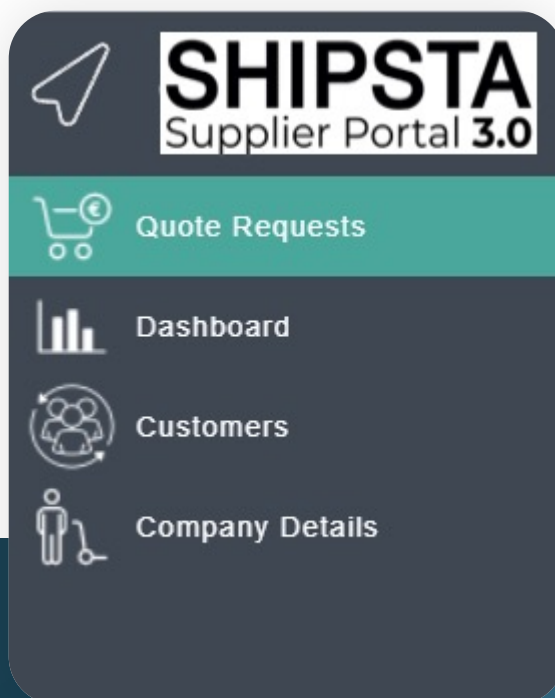 SHIPSTA
Supplier Portal 3.0
€
Quote Requests
Dashboard
Customers
Company Details